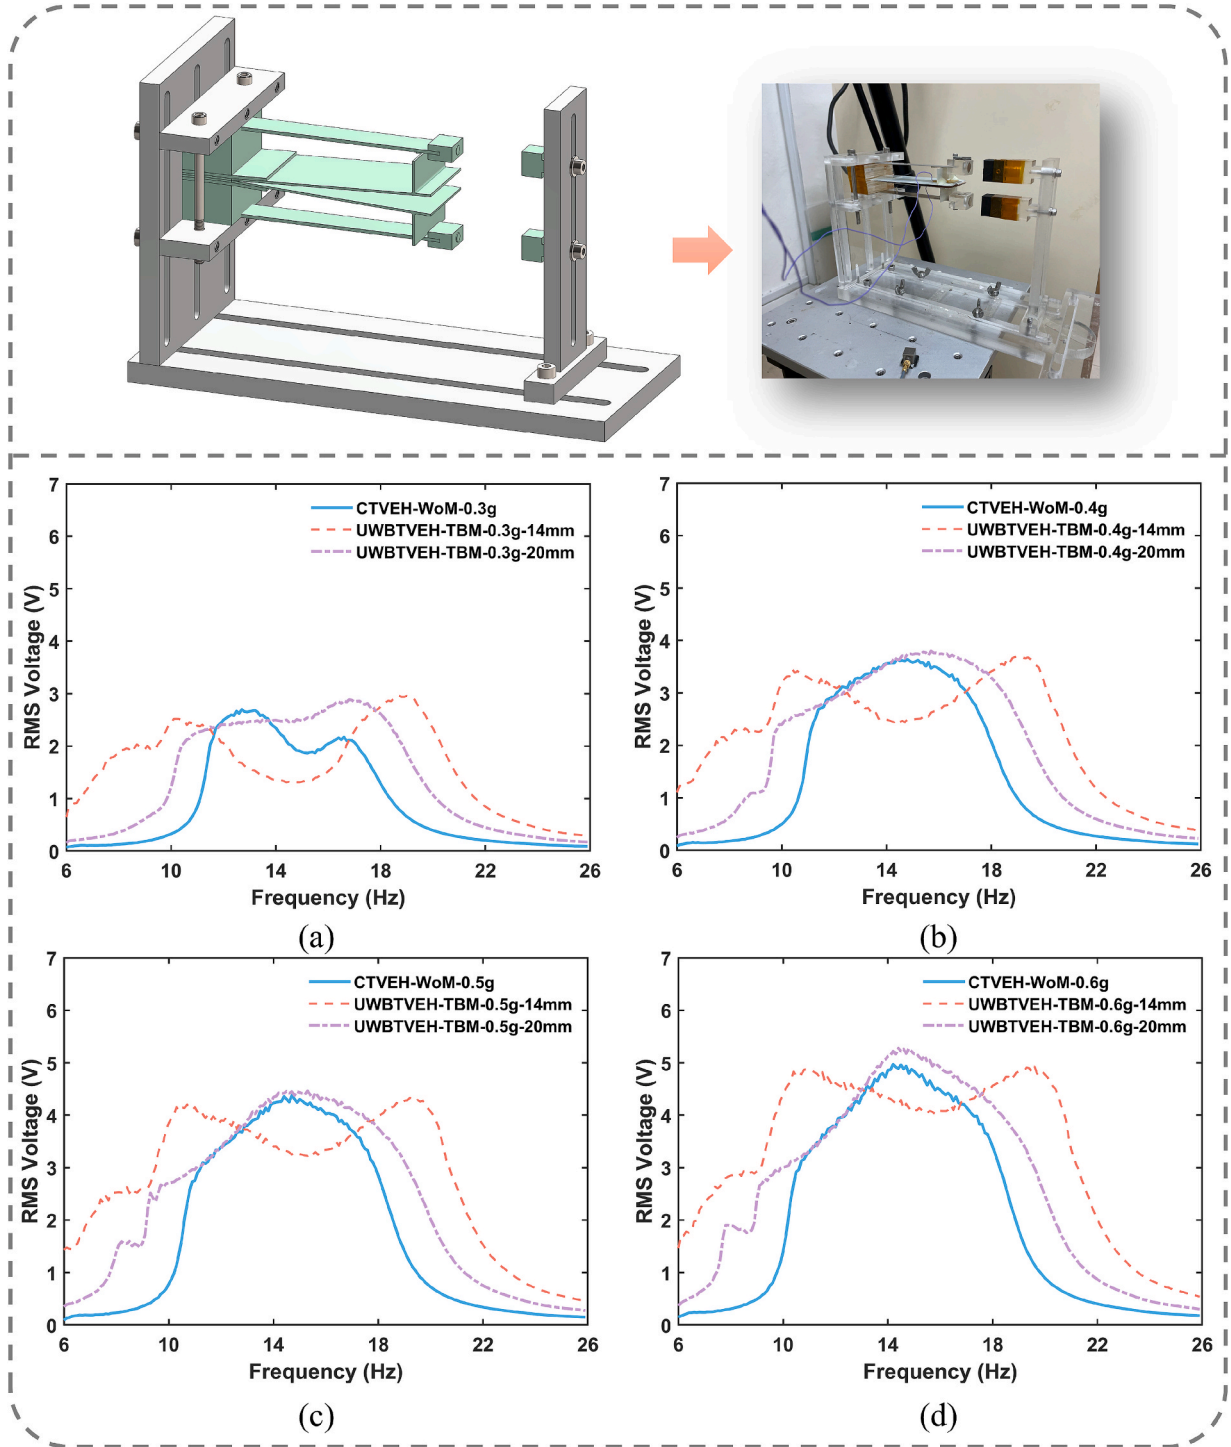 7
6
5
4
3
2
1
0
RMS Voltage (V)
CTVEH-WoM-0.3g
UWBTVEH-TBM-0.3g-14mm
UWBTVEH-TBM-0.3g-20mm
6 10 14 18 22 26
Frequency (Hz)
(a)
7
6
5
4
3
2
1
0
RMS Voltage (V)
CTVEH-WoM-0.4g
UWBTVEH-TBM-0.4g-14mm
UWBTVEH-TBM-0.4g-20mm
6 10 14 18 22 26
Frequency (Hz)
(b)
7
6
5
4
3
2
1
0
RMS Voltage (V)
CTVEH-WoM-0.5g
UWBTVEH-TBM-0.5g-14mm
UWBTVEH-TBM-0.5g-20mm
6 10 14 18 22 26
Frequency (Hz)
(c)
7
6
5
4
3
2
1
0
RMS Voltage (V)
CTVEH-WoM-0.6g
UWBTVEH-TBM-0.6g-14mm
UWBTVEH-TBM-0.6g-20mm
6 10 14 18 22 26
Frequency (Hz)
(d)